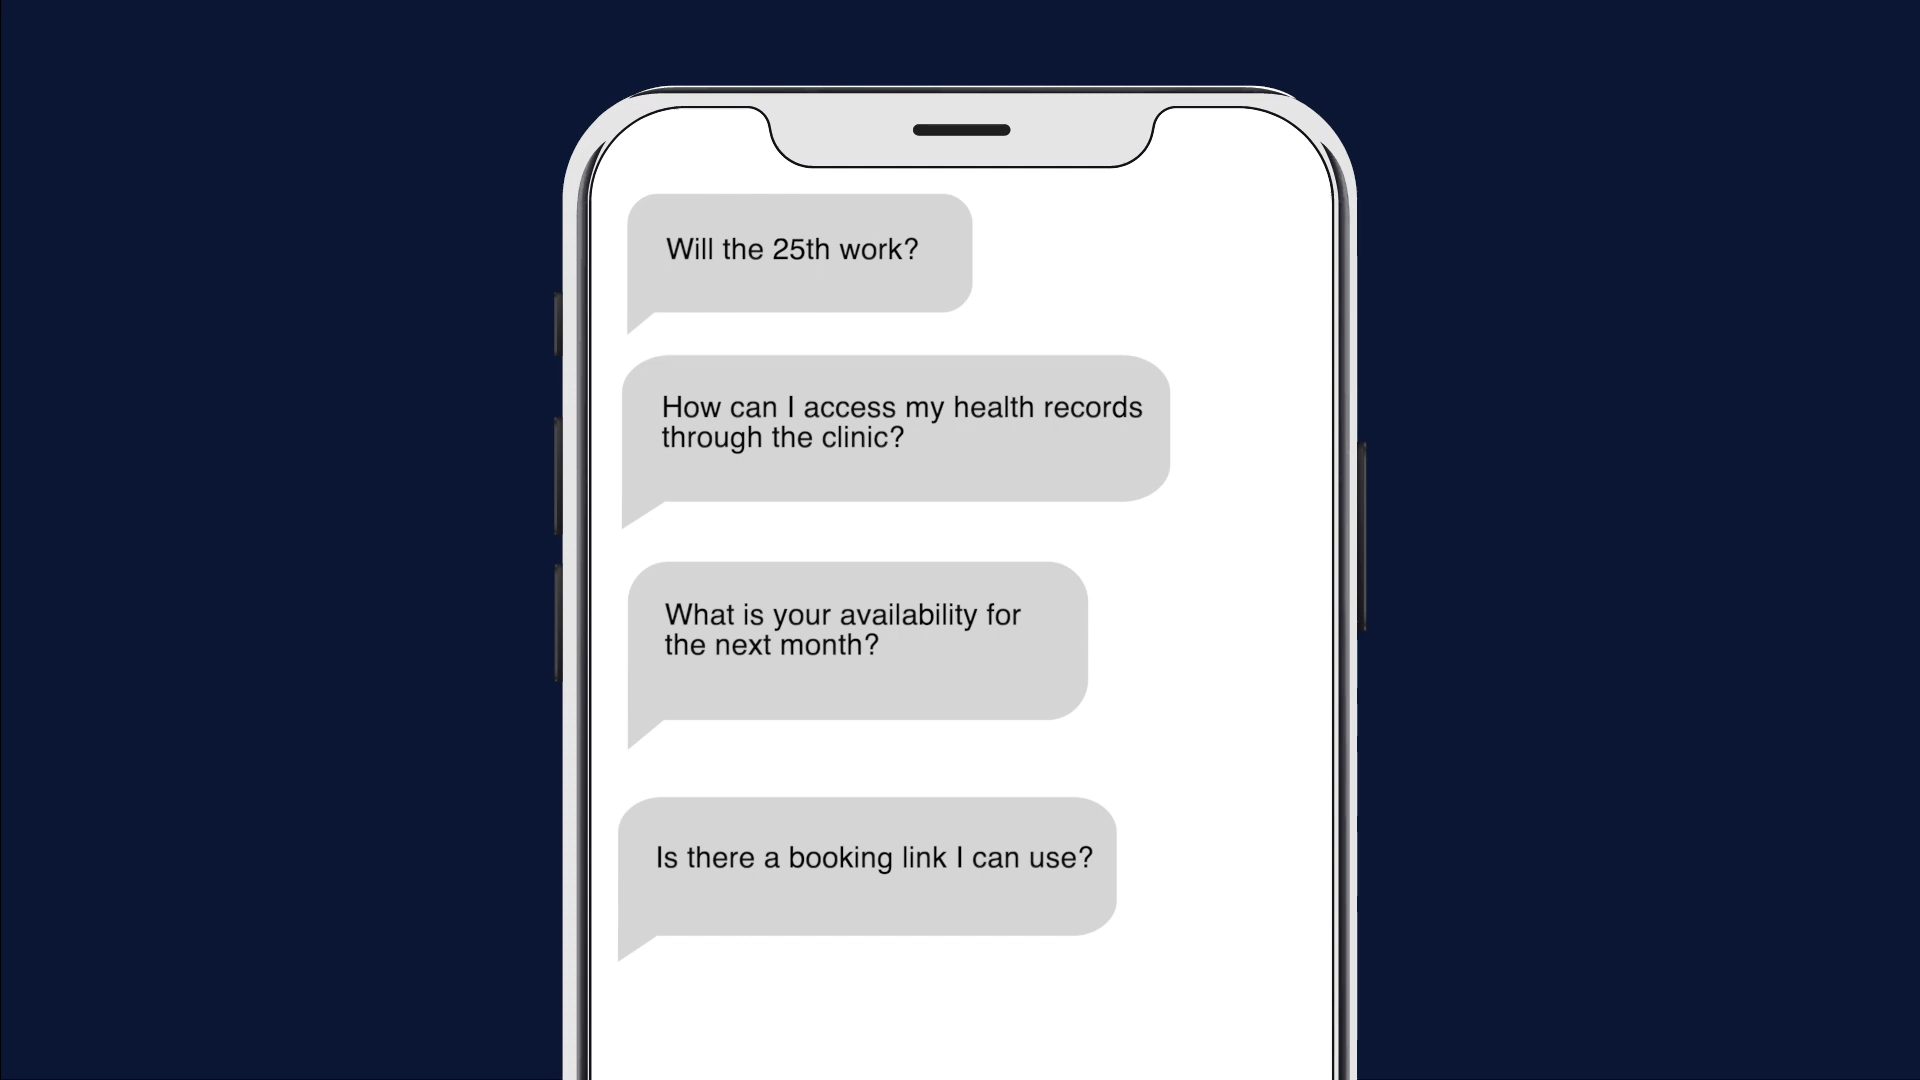 Will the 25th work?
How can I access my health records
through the clinic?
What is your availability for
the next month?
Is there a booking link I can use?